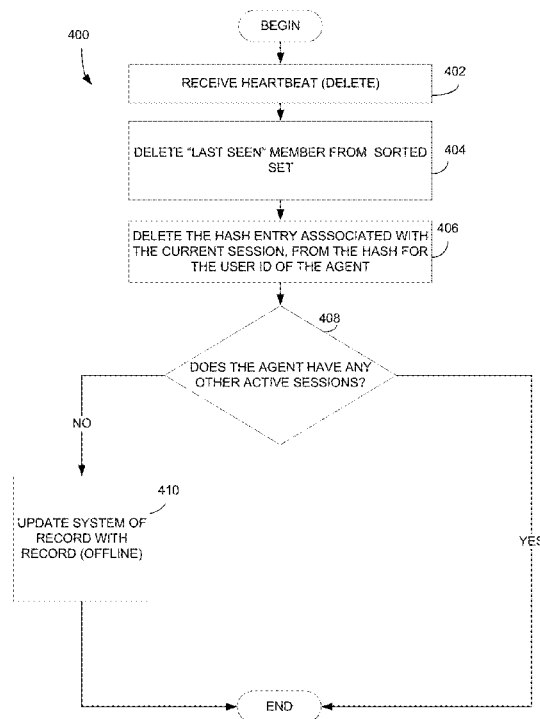 BEGIN
400
RECEIVE HEARTBEAT (DELETE)
402
DELETE "LAST SEEN" MEMBER FROM SORTED
SET
404
DELETE THE HASH ENTRY ASSSOCIATED WITH
THE CURRENT SESSION, FROM THE HASH FOR
THE USER ID OF THE AGENT
406
408
DOES THE AGENT HAVE ANY
OTHER ACTIVE SESSIONS?
NO
410
UPDATE SYSTEM OF
RECORD WITH
RECORD (OFFLINE)
YES
END